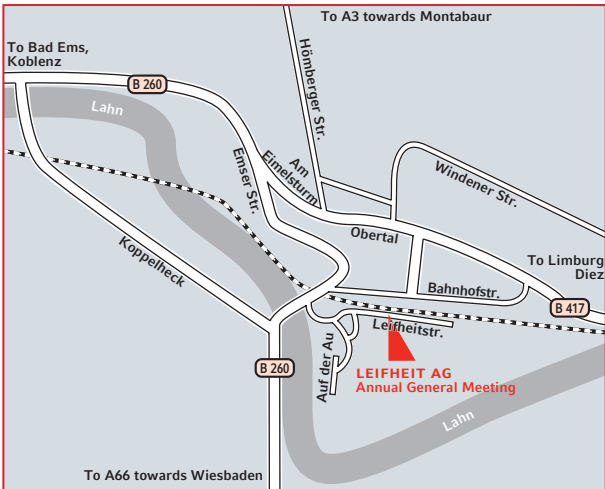 To A3 towards Montabaur
To Bad Ems,
Koblenz
B 260
Lahn
Hömberger Str.
Am
Eimelsturm
Emser Str.
Windener Str.
Obertal
Koppelheck
To Limburg
Diez
Bahnhofstr.
B 417
Leifheitstr.
Auf der Au
B 260
LEIFHEIT AG
Annual General Meeting
Lahn
To A66 towards Wiesbaden